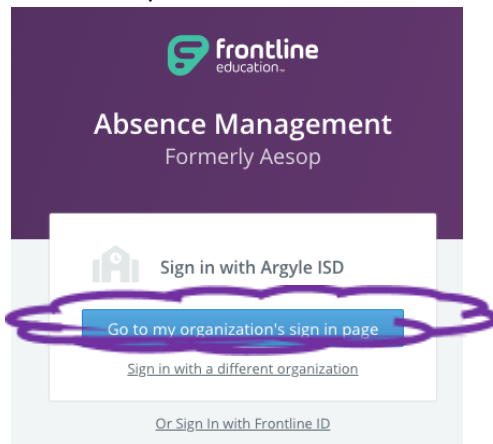 frontline
education
Absence Management
Formerly Aesop
Sign in with Argyle ISD
Go to my organization's sign in page
Sign in with a different organization
Or Sign In with Frontline ID